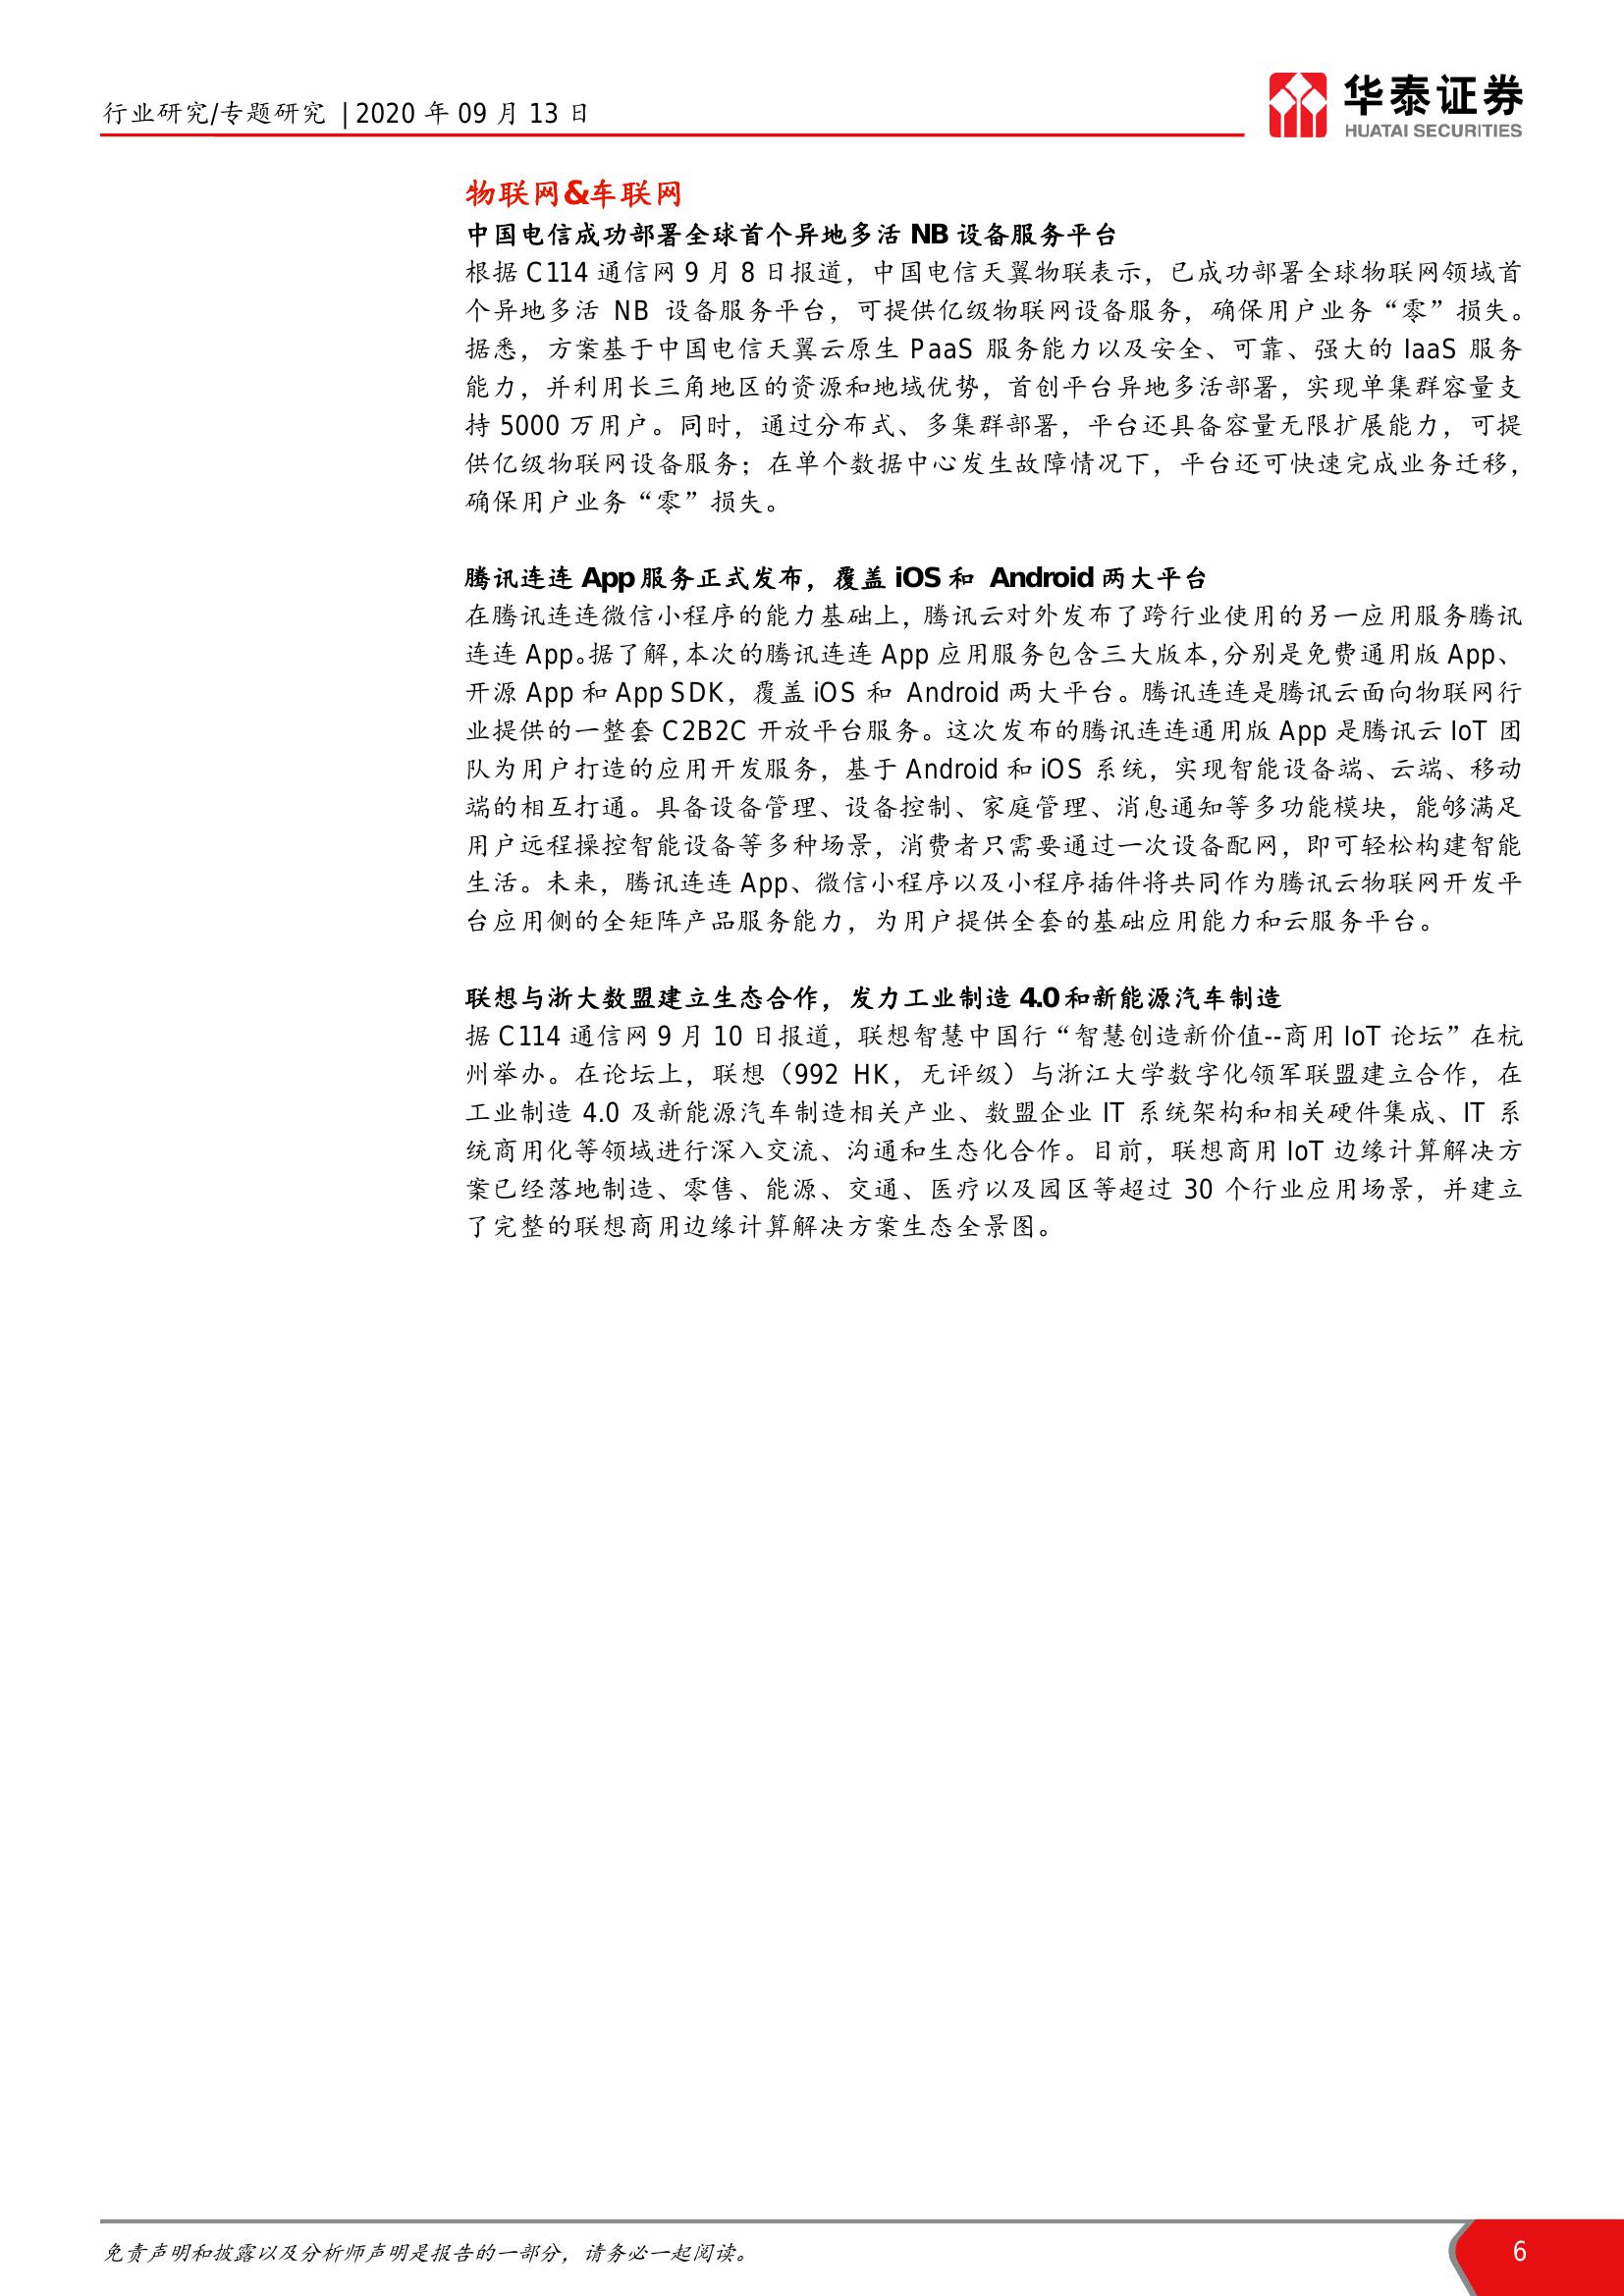 行业研究/专题研究 | 2020 年 09 月 13 日
华泰证券
HUATAI SECURITIES
物联网&车联网
中国电信成功部署全球首个异地多活 NB 设备服务平台
根据 C114 通信网 9 月 8 日报道，中国电信天翼物联表示，已成功部署全球物联网领域首
个异地多活 NB 设备服务平台，可提供亿级物联网设备服务，确保用户业务“零”损失。
据悉，方案基于中国电信天翼云原生 PaaS 服务能力以及安全、可靠、强大的 IaaS 服务
能力，并利用长三角地区的资源和地域优势，首创平台异地多活部署，实现单集群容量支
持 5000 万用户。同时，通过分布式、多集群部署，平台还具备容量无限扩展能力，可提
供亿级物联网设备服务；在单个数据中心发生故障情况下，平台还可快速完成业务迁移，
确保用户业务“零”损失。
腾讯连连 App 服务正式发布，覆盖 iOS 和 Android 两大平台
在腾讯连连微信小程序的能力基础上，腾讯云对外发布了跨行业使用的另一应用服务腾讯
连连 App。据了解，本次的腾讯连连 App 应用服务包含三大版本，分别是免费通用版 App、
开源 App 和 App SDK，覆盖 iOS 和 Android 两大平台。腾讯连连是腾讯云面向物联网行
业提供的一整套 C2B2C 开放平台服务。这次发布的腾讯连连通用版 App 是腾讯云 IoT 团
队为用户打造的应用开发服务，基于 Android 和 iOS 系统，实现智能设备端、云端、移动
端的相互打通。具备设备管理、设备控制、家庭管理、消息通知等多功能模块，能够满足
用户远程操控智能设备等多种场景，消费者只需要通过一次设备配网，即可轻松构建智能
生活。未来，腾讯连连 App、微信小程序以及小程序插件将共同作为腾讯云物联网开发平
台应用侧的全矩阵产品服务能力，为用户提供全套的基础应用能力和云服务平台。
联想与浙大数盟建立生态合作，发力工业制造 4.0 和新能源汽车制造
据 C114 通信网 9 月 10 日报道，联想智慧中国行“智慧创造新价值--商用 IoT 论坛”在杭
州举办。在论坛上，联想（992 HK，无评级）与浙江大学数字化领军联盟建立合作，在
工业制造 4.0 及新能源汽车制造相关产业、数盟企业 IT 系统架构和相关硬件集成、IT 系
统商用化等领域进行深入交流、沟通和生态化合作。目前，联想商用 IoT 边缘计算解决方
案已经落地制造、零售、能源、交通、医疗以及园区等超过 30 个行业应用场景，并建立
了完整的联想商用边缘计算解决方案生态全景图。
免责声明和披露以及分析师声明是报告的一部分，请务必一起阅读。
6